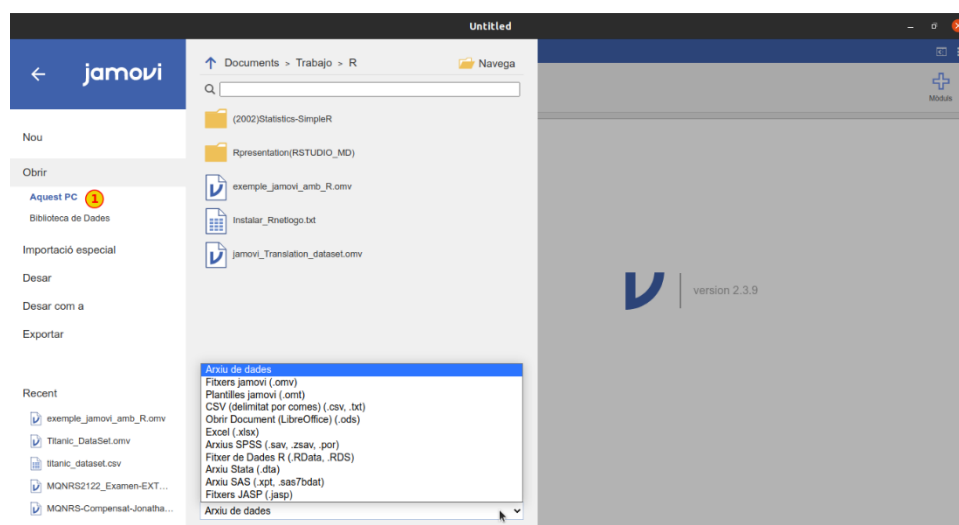 Untitled
jamovi
Documents > Trabajo > R
Navega
Mòduls
(2002)Statistics-SimpleR
Nou
Rpresentation(RSTUDIO_MD)
Obrir
exemple_jamovi_amb_R.omv
Aquest PC 1
Biblioteca de Dades
Instalar_Rnetlogo.txt
Importació especial
jamovi_Translation_dataset.omv
Desar
version 2.3.9
Desar com a
Exportar
Arxiu de dades
Fitxers jamovi (.omv)
Plantilles jamovi (.omt)
CSV (delimitat por comes) (.csv, .txt)
Obrir Document (LibreOffice) (.ods)
Excel (.xlsx)
Arxius SPSS (.sav, .zsav, .por)
Fitxer de Dades R (.RData, .RDS)
Arxiu Stata (.dta)
Arxiu SAS (.xpt, .sas7bdat)
Fitxers JASP (.jasp)
Arxiu de dades
Recent
exemple_jamovi_amb_R.omv
Titanic_DataSet.omv
titanic_dataset.csv
MQNRS2122_Examen-EXT...
MQNRS-Compensat-Jonatha...